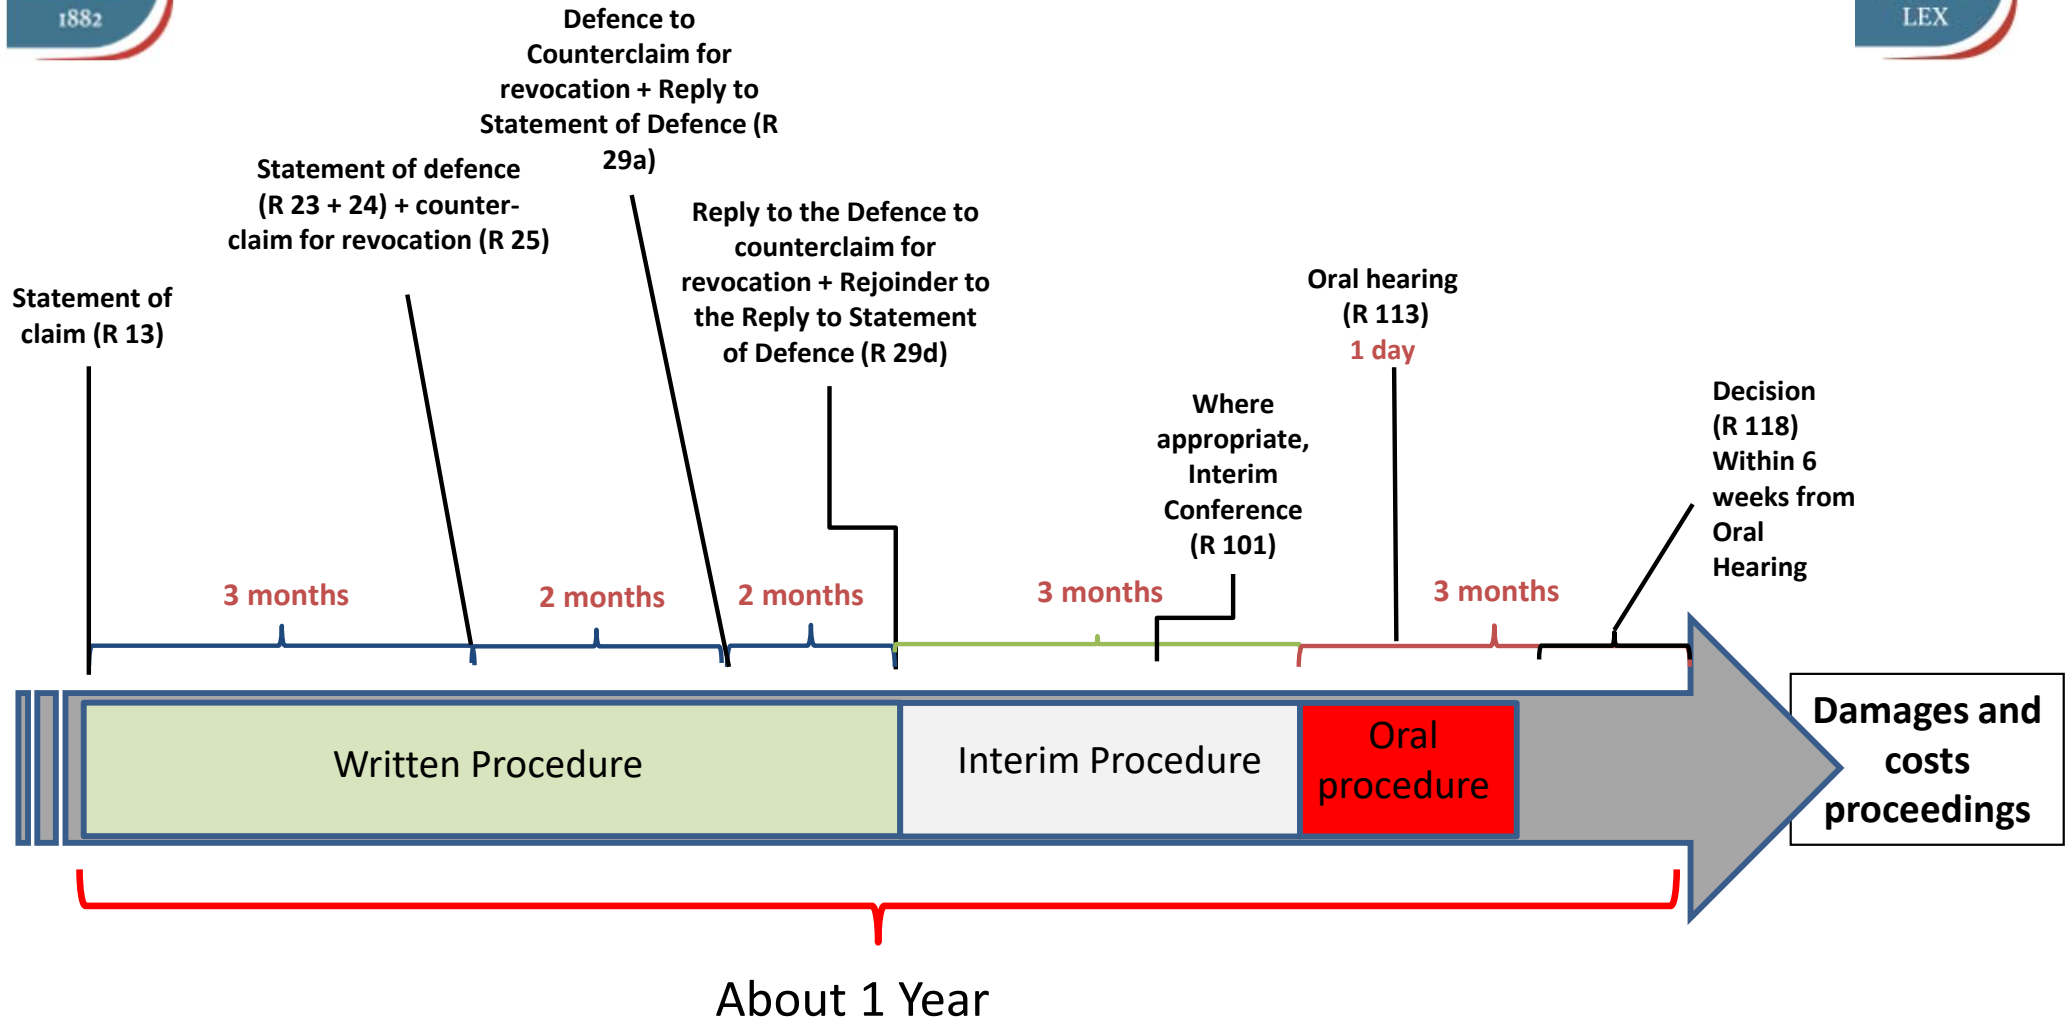 1882
LEX
Defence to
Counterclaim for
revocation + Reply to
Statement of Defence (R
29a)
Statement of defence
(R 23 + 24) + counter-
claim for revocation (R 25)
Reply to the Defence to
counterclaim for
revocation + Rejoinder to
the Reply to Statement
of Defence (R 29d)
Statement of
claim (R 13)
Oral hearing
(R 113)
1 day
Where
appropriate,
Interim
Conference
(R 101)
Decision
(R 118)
Within 6
weeks from
Oral
Hearing
3 months
2 months
2 months
3 months
3 months
Written Procedure
Interim Procedure
Oral
procedure
Damages and
costs
proceedings
About 1 Year